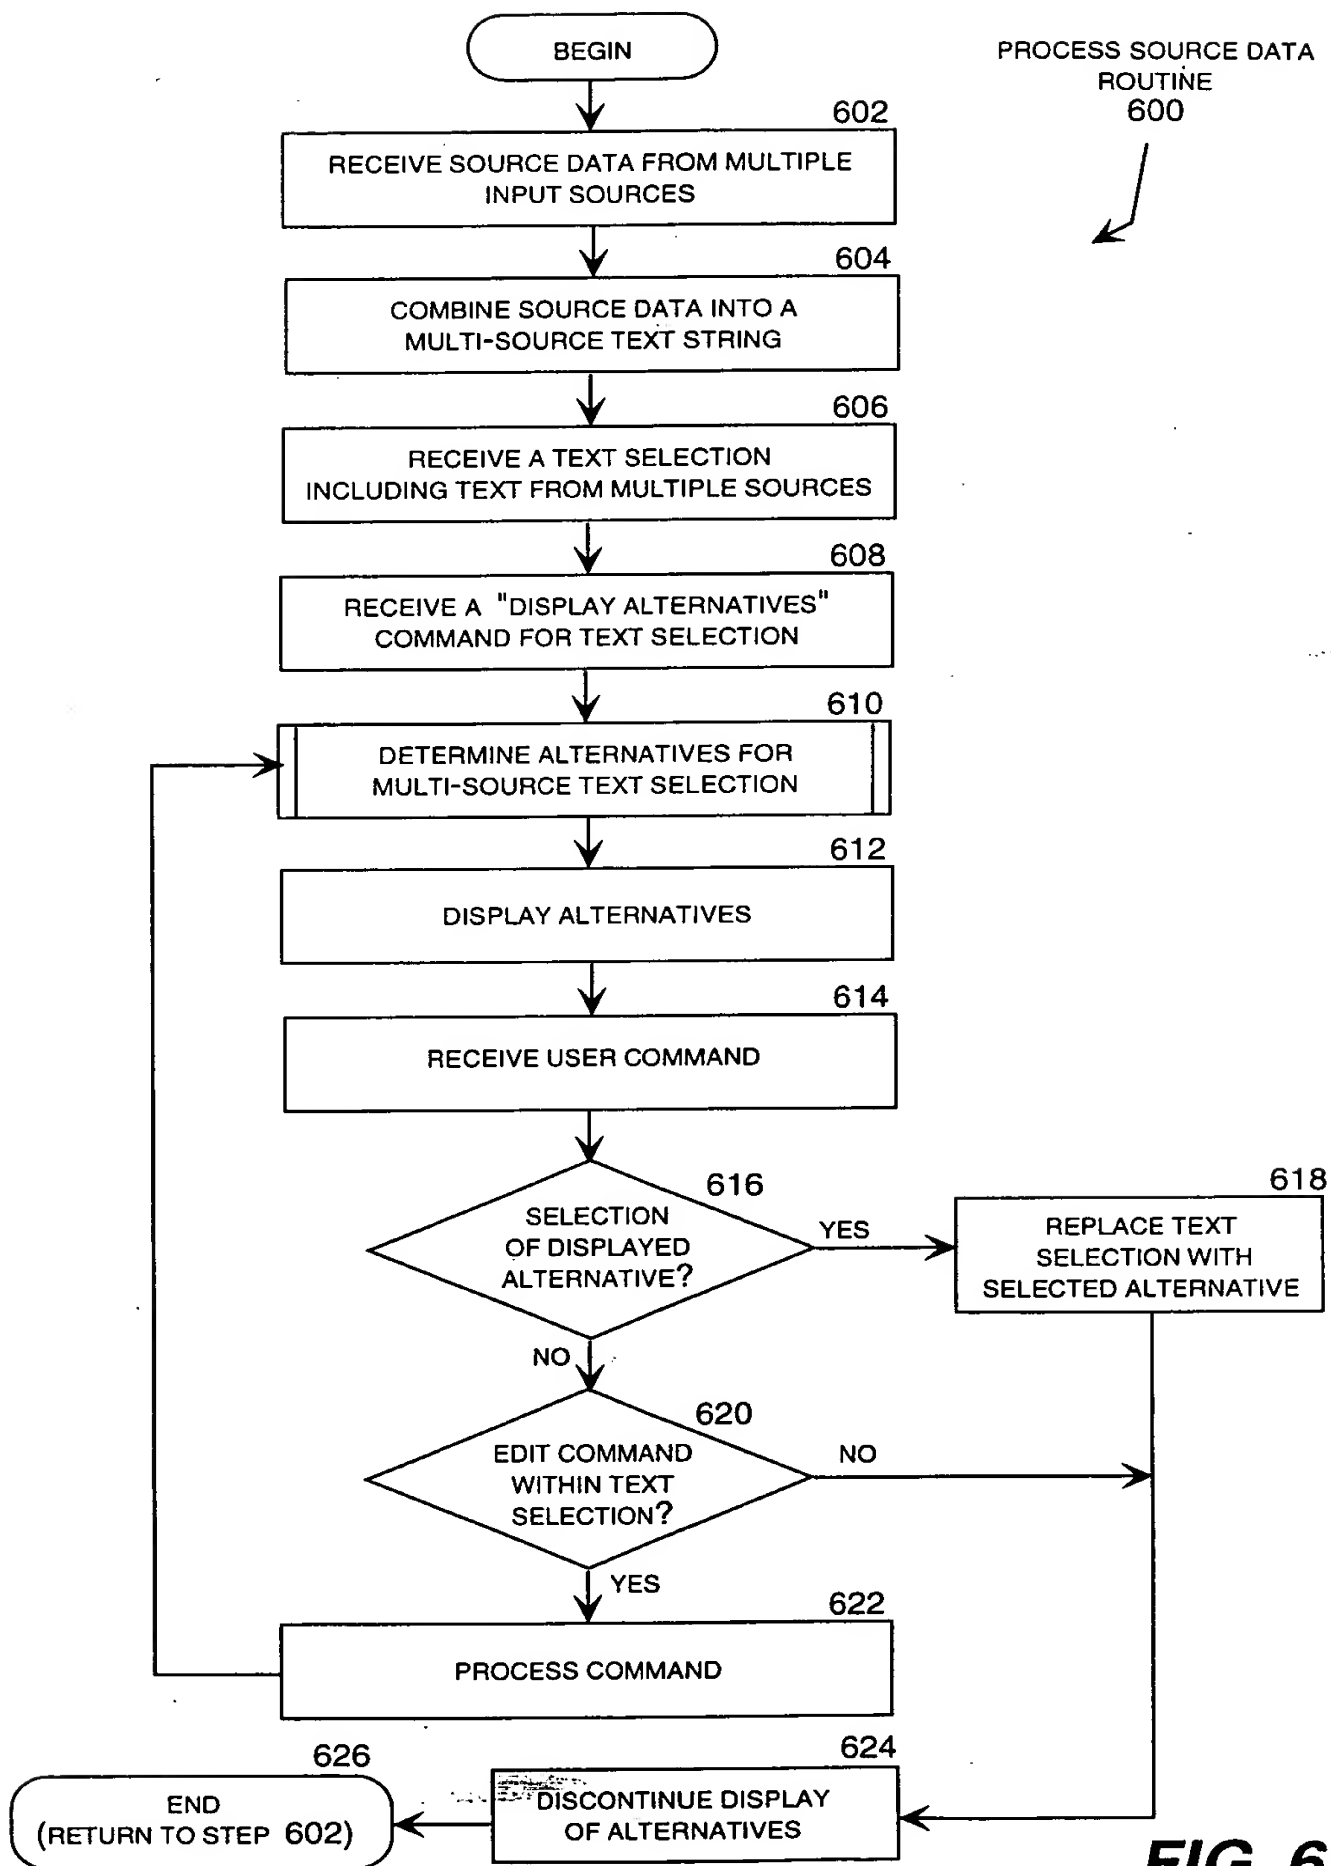 BEGIN
PROCESS SOURCE DATA
ROUTINE
600
602
RECEIVE SOURCE DATA FROM MULTIPLE
INPUT SOURCES
604
COMBINE SOURCE DATA INTO A
MULTI-SOURCE TEXT STRING
606
RECEIVE A TEXT SELECTION
INCLUDING TEXT FROM MULTIPLE SOURCES
608
RECEIVE A "DISPLAY ALTERNATIVES"
COMMAND FOR TEXT SELECTION
610
DETERMINE ALTERNATIVES FOR
MULTI-SOURCE TEXT SELECTION
612
DISPLAY ALTERNATIVES
614
RECEIVE USER COMMAND
616
SELECTION
OF DISPLAYED
ALTERNATIVE?
YES
618
REPLACE TEXT
SELECTION WITH
SELECTED ALTERNATIVE
NO
620
EDIT COMMAND
WITHIN TEXT
SELECTION?
NO
YES
622
PROCESS COMMAND
624
DISCONTINUE DISPLAY
OF ALTERNATIVES
626
END
(RETURN TO STEP 602)
FIG. 6